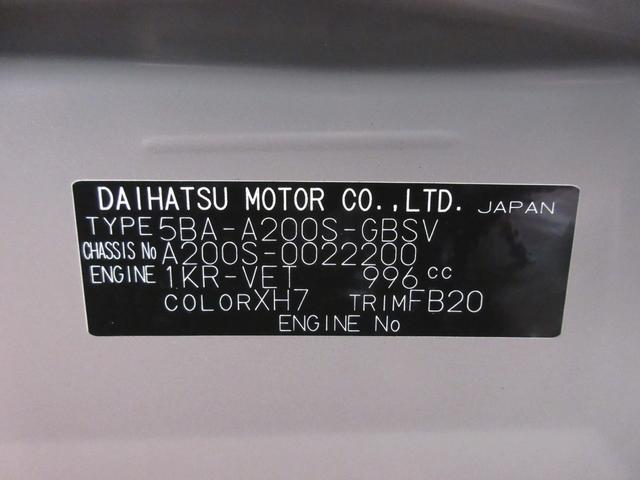 DAIHATSU MOTOR CO.,LTD. JAPAN
TYPE 5BA-A200S-GBSV
CHASSIS No A200S-0022200
ENGINE 1KR-VET 996 cc
COLOR XH7 TRIM FB20
ENGINE No